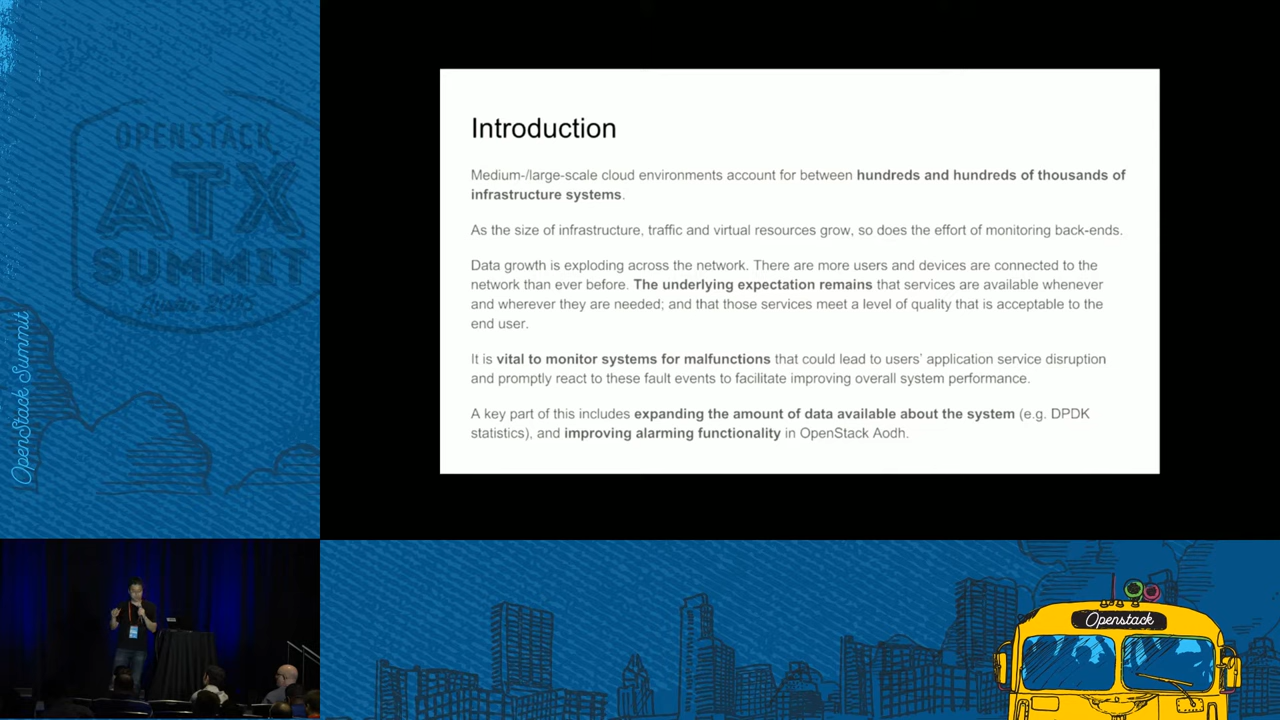 OPENSTACK
ATX
SUMMIT
Austin 2016
OpenStack Summit
Introduction
Medium-/large-scale cloud environments account for between hundreds and hundreds of thousands of
infrastructure systems.
As the size of infrastructure, traffic and virtual resources grow, so does the effort of monitoring back-ends.
Data growth is exploding across the network. There are more users and devices are connected to the
network than ever before. The underlying expectation remains that services are available whenever
and wherever they are needed; and that those services meet a level of quality that is acceptable to the
end user.
It is vital to monitor systems for malfunctions that could lead to users' application service disruption
and promptly react to these fault events to facilitate improving overall system performance.
A key part of this includes expanding the amount of data available about the system (e.g. DPDK
statistics), and improving alarming functionality in OpenStack Aodh.
Openstack